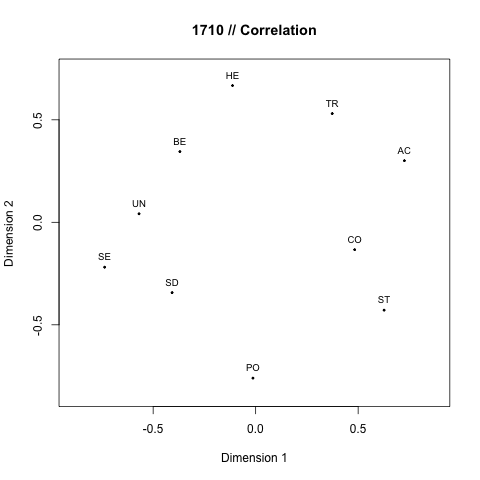 1710 // Correlation
HE
TR
BE
AC
UN
CO
SE
SD
ST
PO
0.5
0.0
-0.5
Dimension 2
-0.5
0.0
0.5
Dimension 1